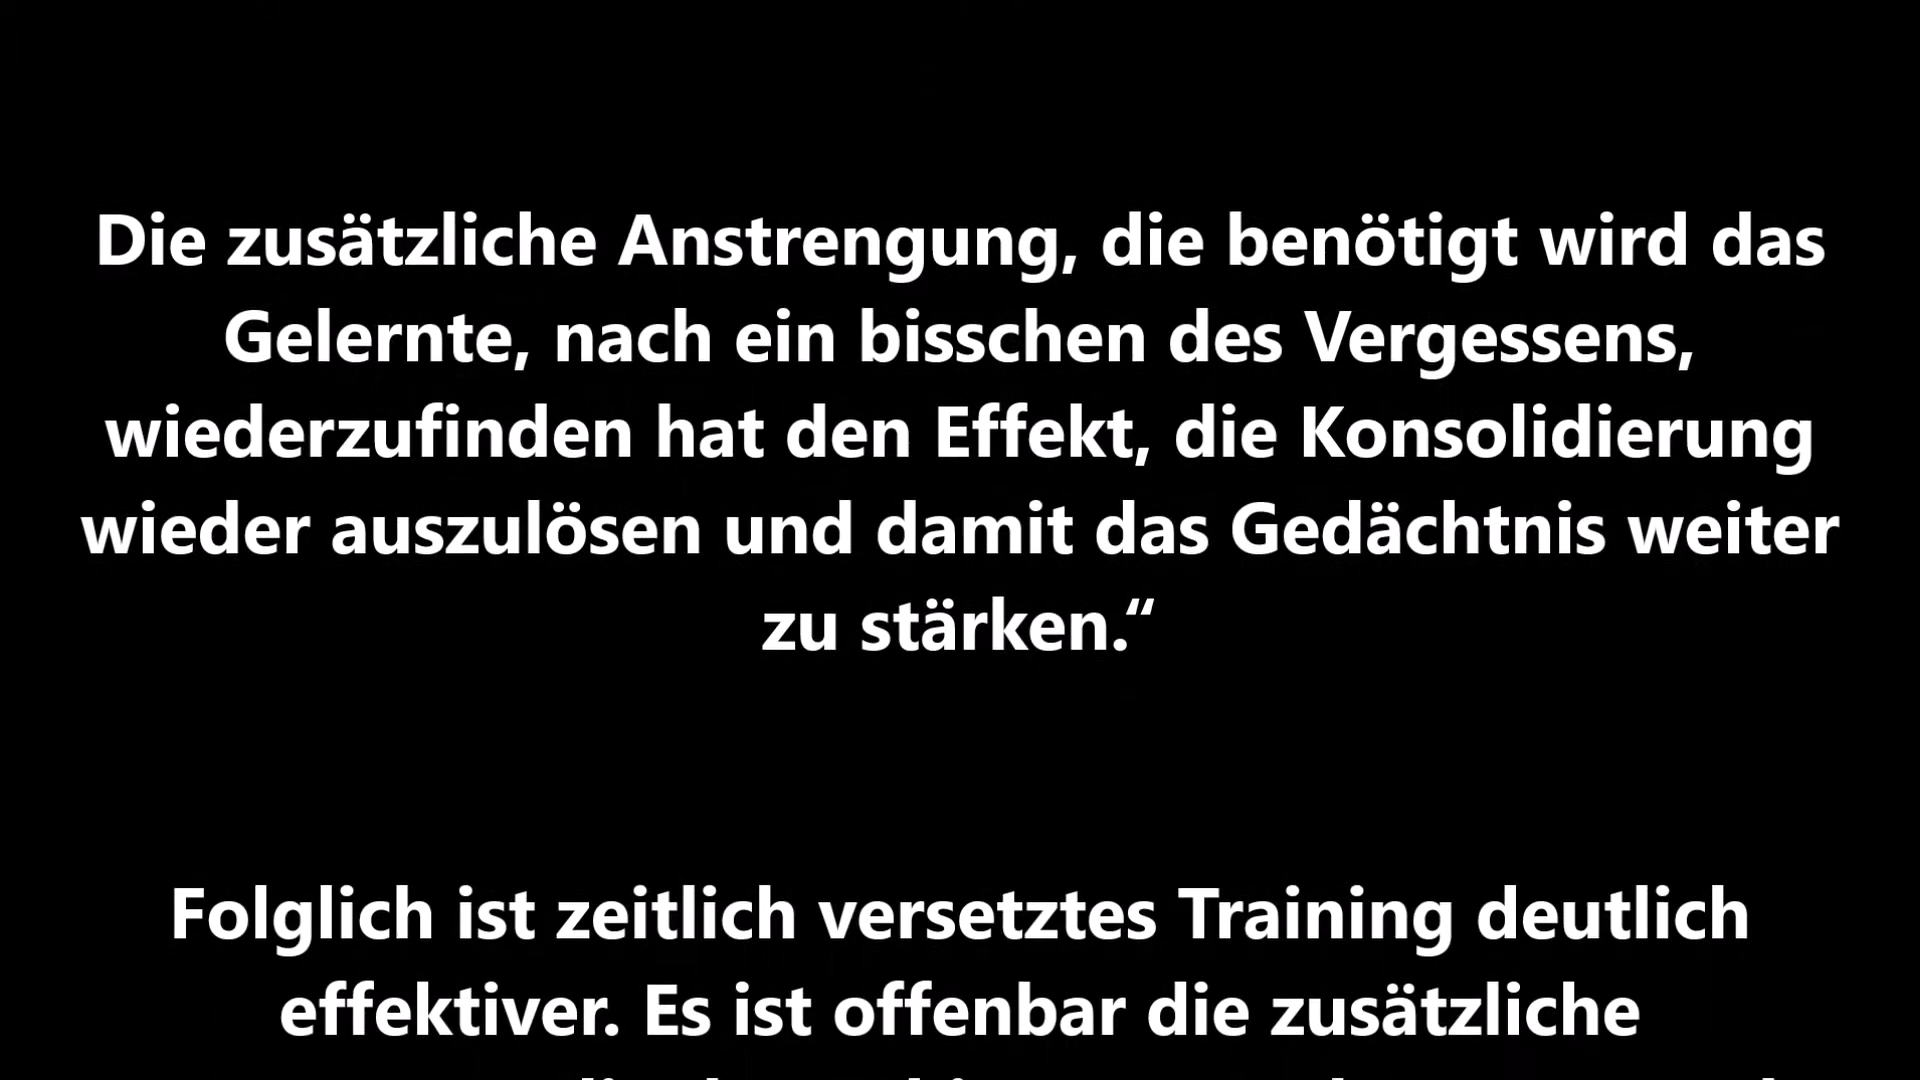 Die zusätzliche Anstrengung, die benötigt wird das
Gelernte, nach ein bisschen des Vergessens,
wiederzufinden hat den Effekt, die Konsolidierung
wieder auszulösen und damit das Gedächtnis weiter
zu stärken.“
Folglich ist zeitlich versetztes Training deutlich
effektiver. Es ist offenbar die zusätzliche